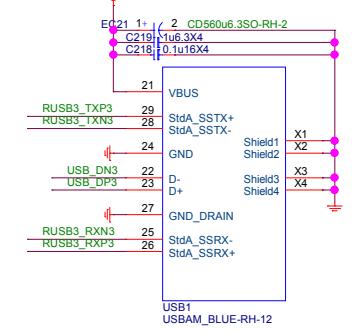 EC21 1+ 2 CD560u6.3SO-RH-2
C219 1u6.3X4
C218 0.1u16X4
21 VBUS
RUSB3_TXP3 29 StdA_SSTX+
RUSB3_TXN3 28 StdA_SSTX-
24 GND
Shield1 X1
Shield2 X2
USB_DN3 22 D-
Shield3 X3
USB_DP3 23 D+
Shield4 X4
27 GND_DRAIN
RUSB3_RXN3 25 StdA_SSRX-
RUSB3_RXP3 26 StdA_SSRX+
USB1
USBAM_BLUE-RH-12